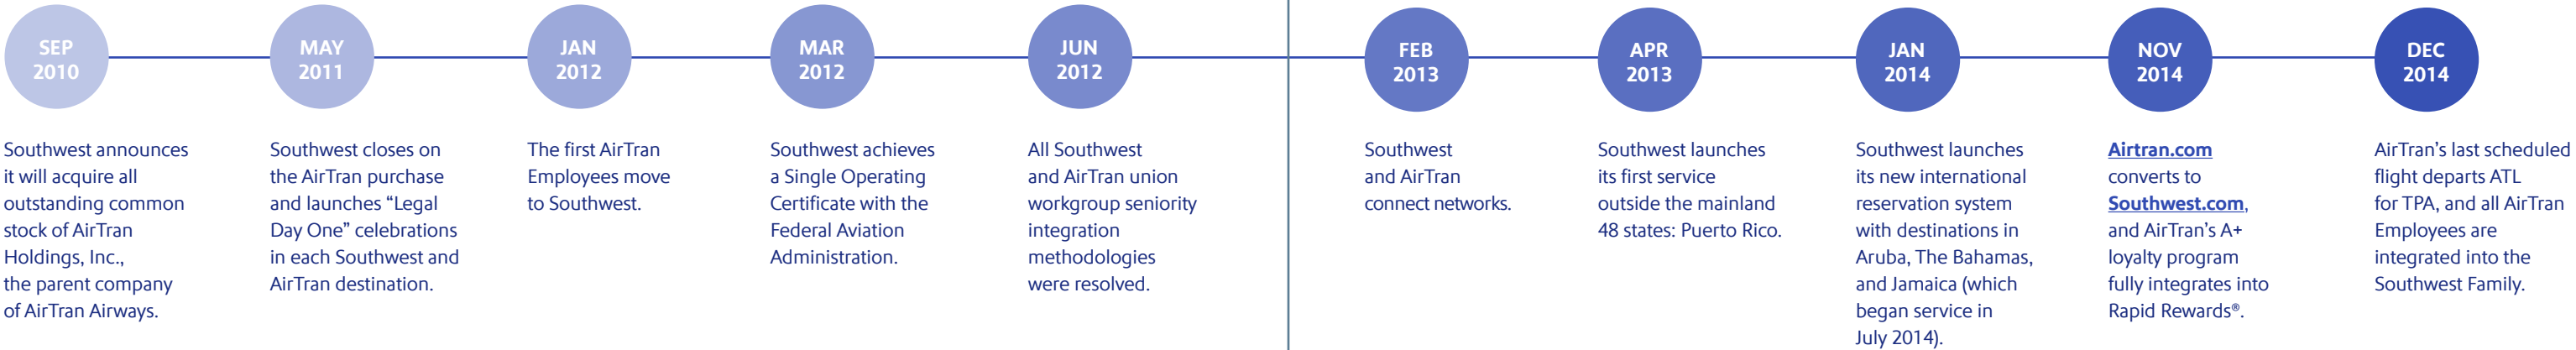 SEP
2010
Southwest announces
it will acquire all
outstanding common
stock of AirTran
Holdings, Inc.,
the parent company
of AirTran Airways.
MAY
2011
Southwest closes on
the AirTran purchase
and launches “Legal
Day One” celebrations
in each Southwest and
AirTran destination.
JAN
2012
The first AirTran
Employees move
to Southwest.
MAR
2012
Southwest achieves
a Single Operating
Certificate with the
Federal Aviation
Administration.
JUN
2012
All Southwest
and AirTran union
workgroup seniority
integration
methodologies
were resolved.
FEB
2013
Southwest
and AirTran
connect networks.
APR
2013
Southwest launches
its first service
outside the mainland
48 states: Puerto Rico.
JAN
2014
Southwest launches
its new international
reservation system
with destinations in
Aruba, The Bahamas,
and Jamaica (which
began service in
July 2014).
NOV
2014
Airtran.com
converts to
Southwest.com,
and AirTran’s A+
loyalty program
fully integrates into
Rapid Rewards®.
DEC
2014
AirTran’s last scheduled
flight departs ATL
for TPA, and all AirTran
Employees are
integrated into the
Southwest Family.